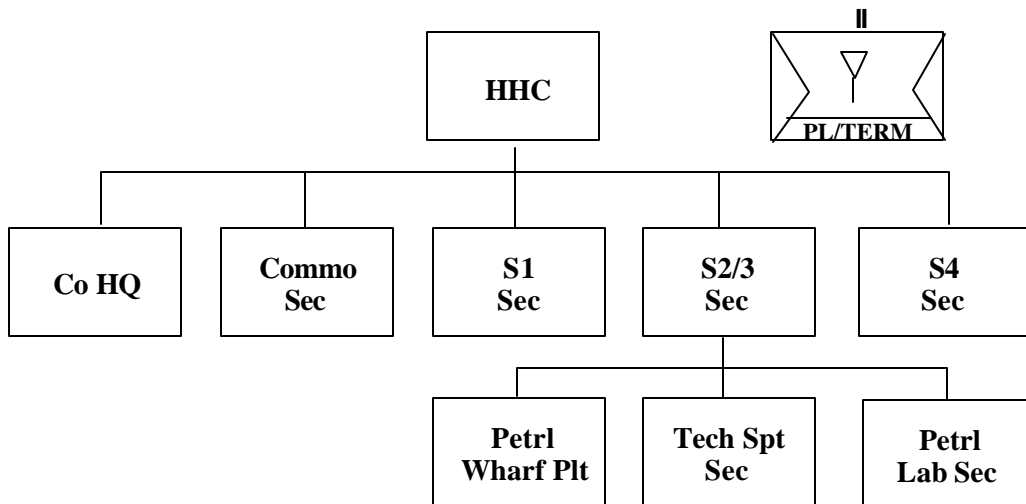 II
HHC
PL/TERM
Co HQ
Commo
Sec
S1
Sec
S2/3
Sec
S4
Sec
Petrl
Wharf Plt
Tech Spt
Sec
Petrl
Lab Sec